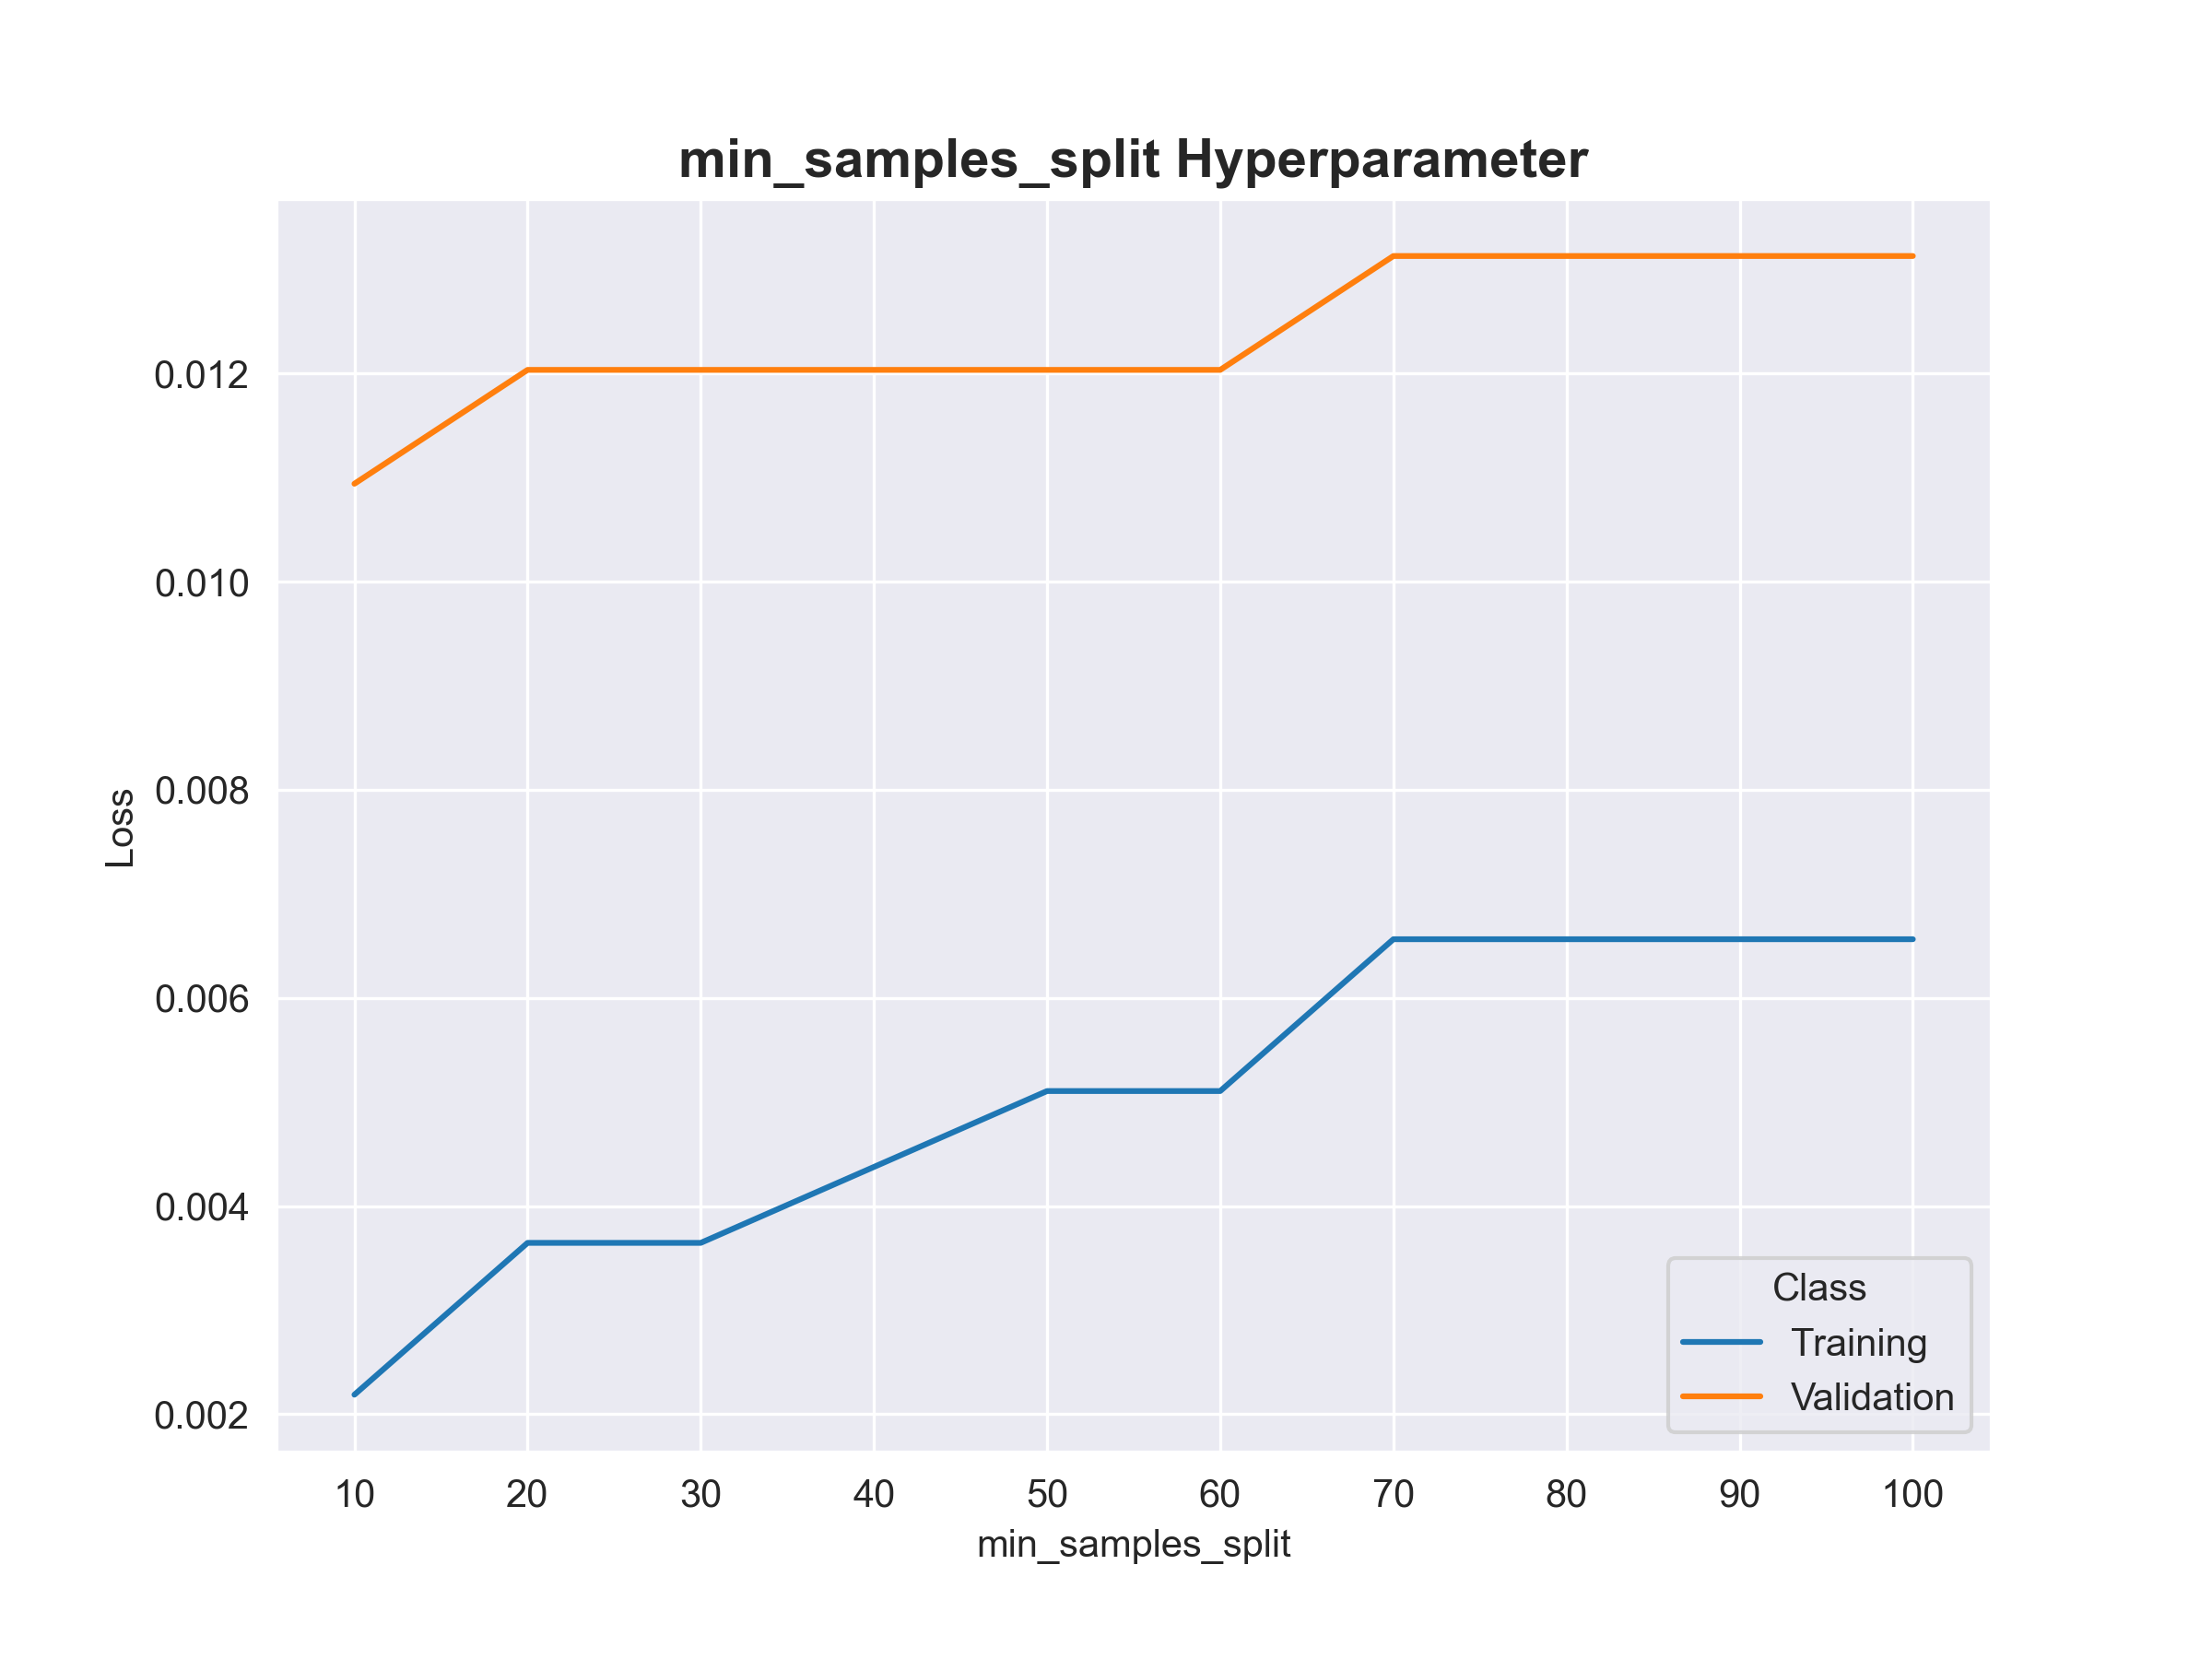 min_samples_split Hyperparameter
0.012
0.010
0.008
0.006
0.004
0.002
Loss
10 20 30 40 50 60 70 80 90 100
min_samples_split
Class
Training
Validation